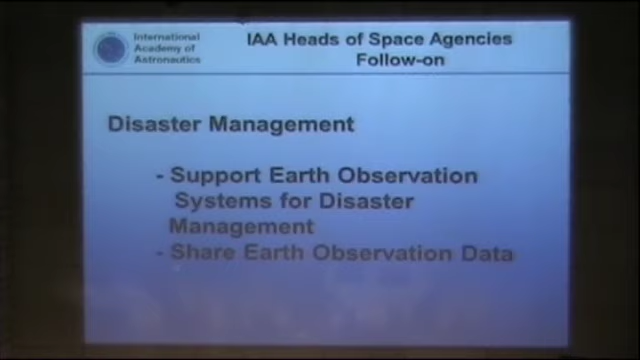 International
Academy of
Astronautics
IAA Heads of Space Agencies
Follow-on
Disaster Management
- Support Earth Observation
Systems for Disaster
Management
- Share Earth Observation Data